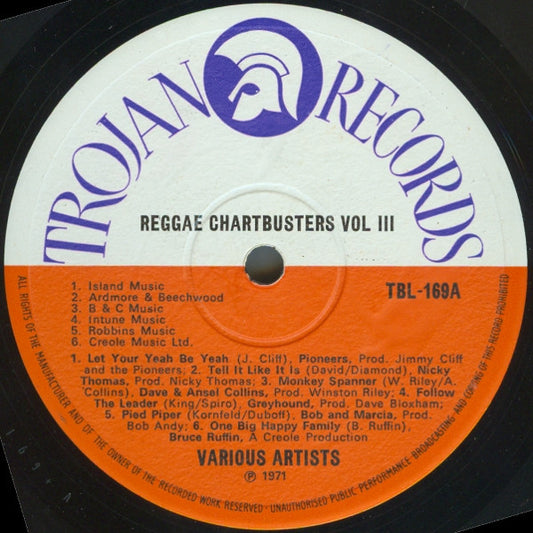 TROJAN RECORDS
REGGAE CHARTBUSTERS VOL III
TBL-169A
1. Island Music
2. Ardmore & Beechwood
3. B & C Music
4. Intune Music
5. Robbins Music
6. Creole Music Ltd.
1. Let Your Yeah Be Yeah (J. Cliff), Pioneers, Prod. Jimmy Cliff
and the Pioneers; 2. Tell It Like It Is (David/Diamond), Nicky
Thomas, Prod. Nicky Thomas; 3. Monkey Spanner (W. Riley/A.
Collins), Dave & Ansel Collins, Prod. Winston Riley; 4. Follow
The Leader (King/Spiro), Greyhound, Prod. Dave Bloxham;
5. Pied Piper (Kornfeld/Duboff), Bob and Marcia, Prod.
Bob Andy; 6. One Big Happy Family (B. Ruffin),
Bruce Ruffin, A Creole Production
VARIOUS ARTISTS
℗ 1971
ALL RIGHTS OF THE MANUFACTURER AND OF THE OWNER OF THE RECORDED WORK RESERVED - UNAUTHORISED PUBLIC PERFORMANCE BROADCASTING AND COPYING OF THIS RECORD PROHIBITED